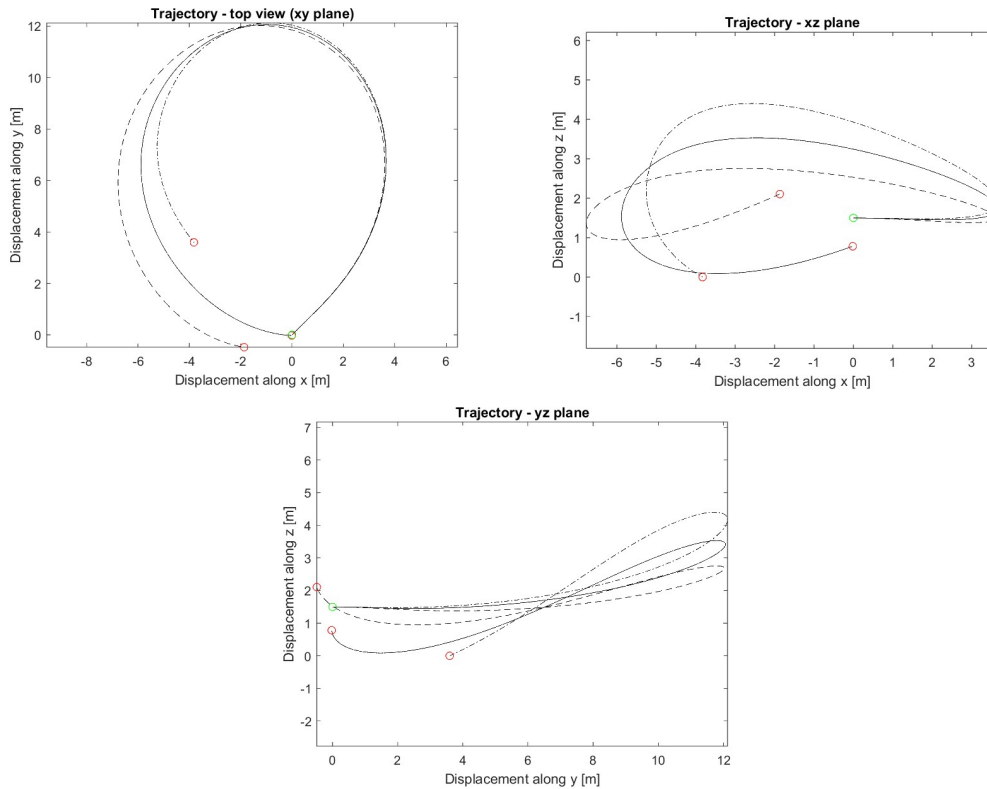 Trajectory - top view (xy plane)
12
10
8
6
4
2
0
Displacement along y [m]
-8 -6 -4 -2 0 2 4 6
Displacement along x [m]
Trajectory - xz plane
6
5
4
3
2
1
0
-1
Displacement along z [m]
-6 -5 -4 -3 -2 -1 0 1 2 3
Displacement along x [m]
Trajectory - yz plane
7
6
5
4
3
2
1
0
-1
-2
Displacement along z [m]
0 2 4 6 8 10 12
Displacement along y [m]